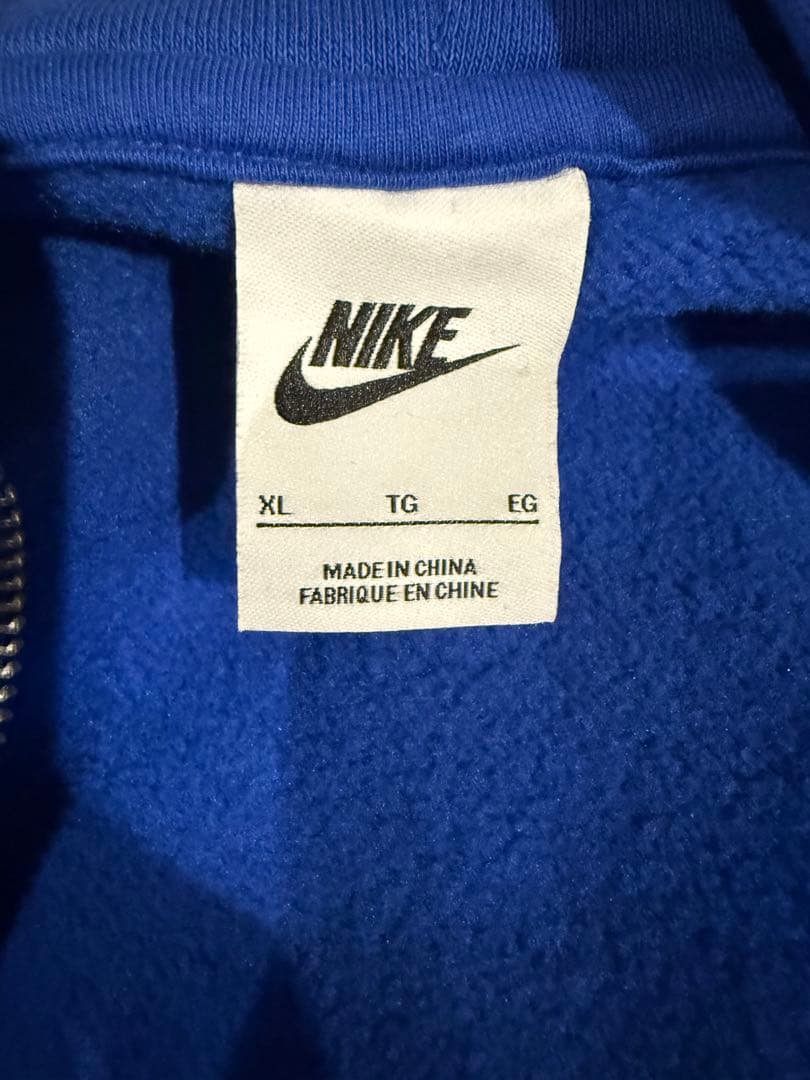 NIKE
XL TG EG
MADE IN CHINA
FABRIQUE EN CHINE